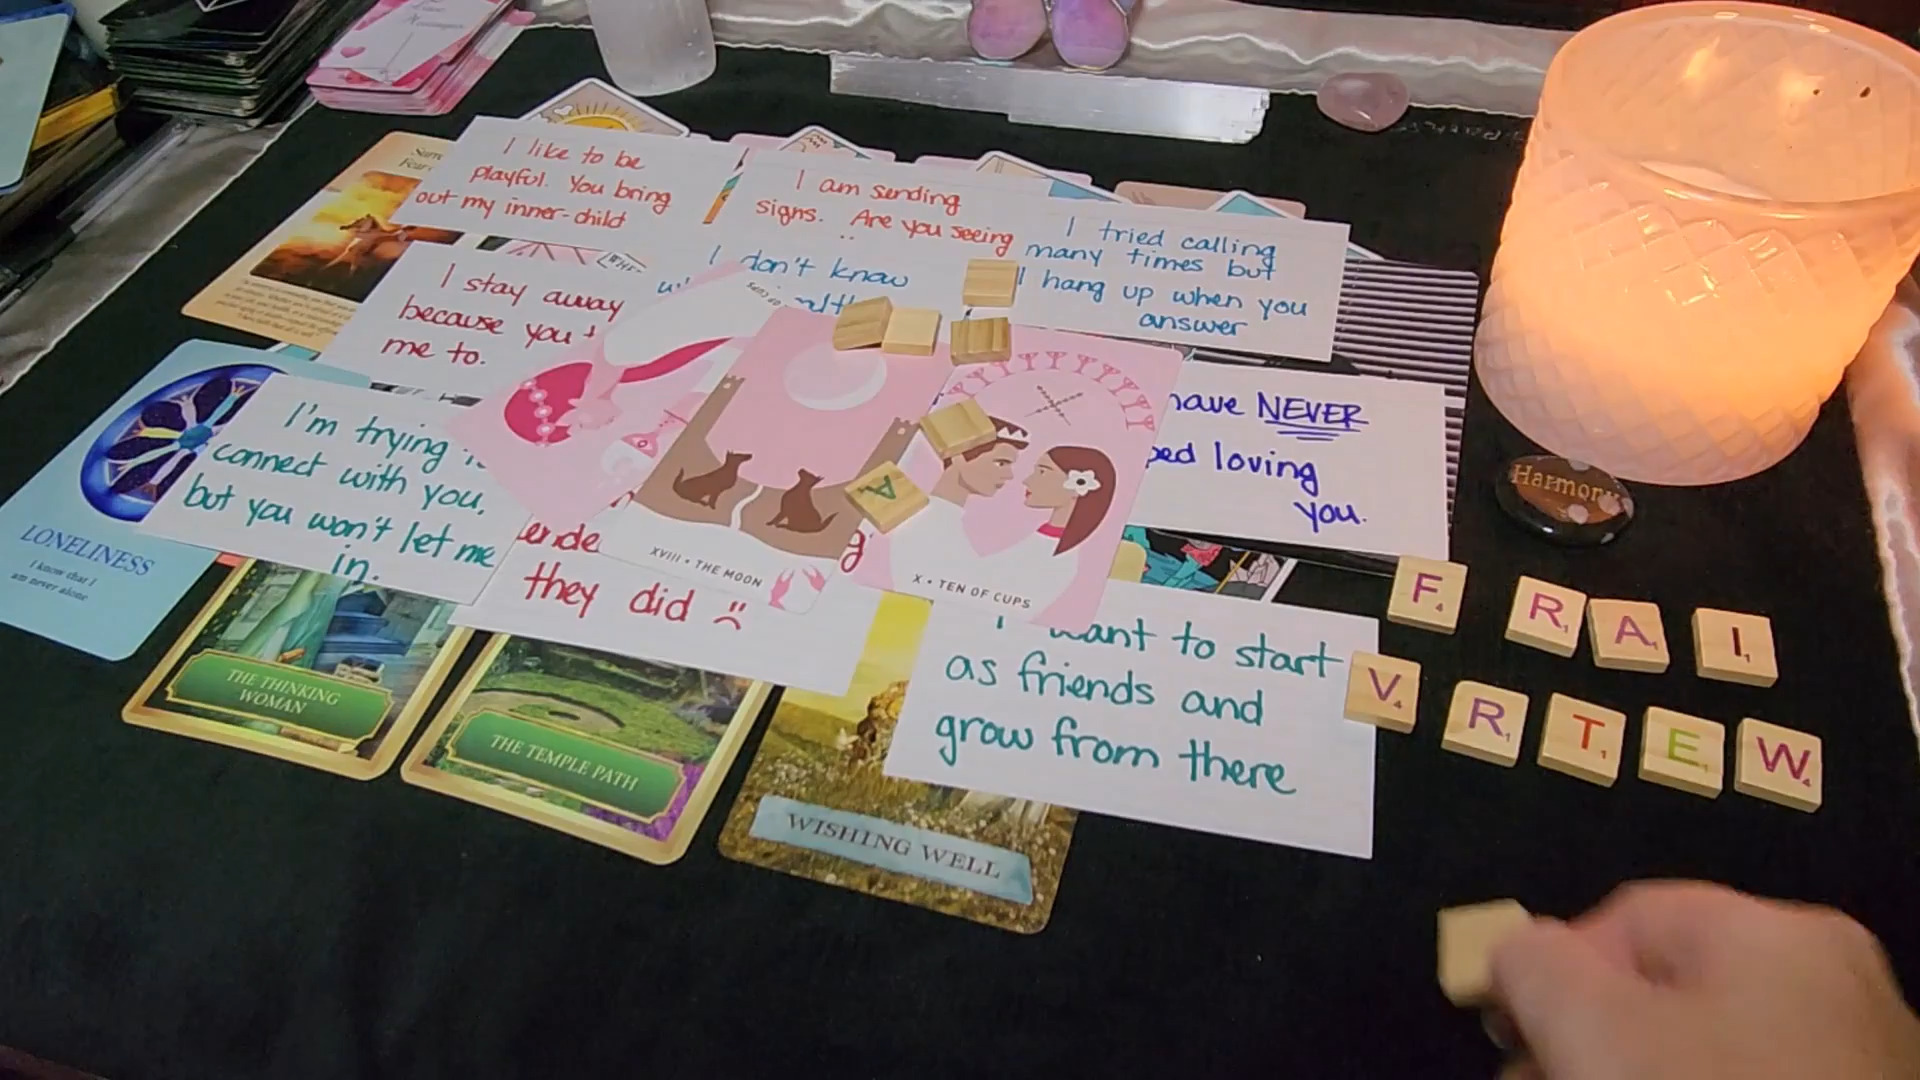 I like to be
playful. You bring
out my inner-child
I am sending
signs. Are you seeing
I tried calling
many times but
I hang up when you
answer
I stay away
because you
me to.
I don't know
have NEVER
loving
you.
I'm trying
connect with you,
but you won't let me
in.
they did
XVIII • THE MOON
X • TEN OF CUPS
OF CUPS
want to start
as friends and
grow from there
LONELINESS
I know that I
am never alone
THE THINKING
WOMAN
THE TEMPLE PATH
WISHING WELL
Harmony
A
F R A I
V R T E W